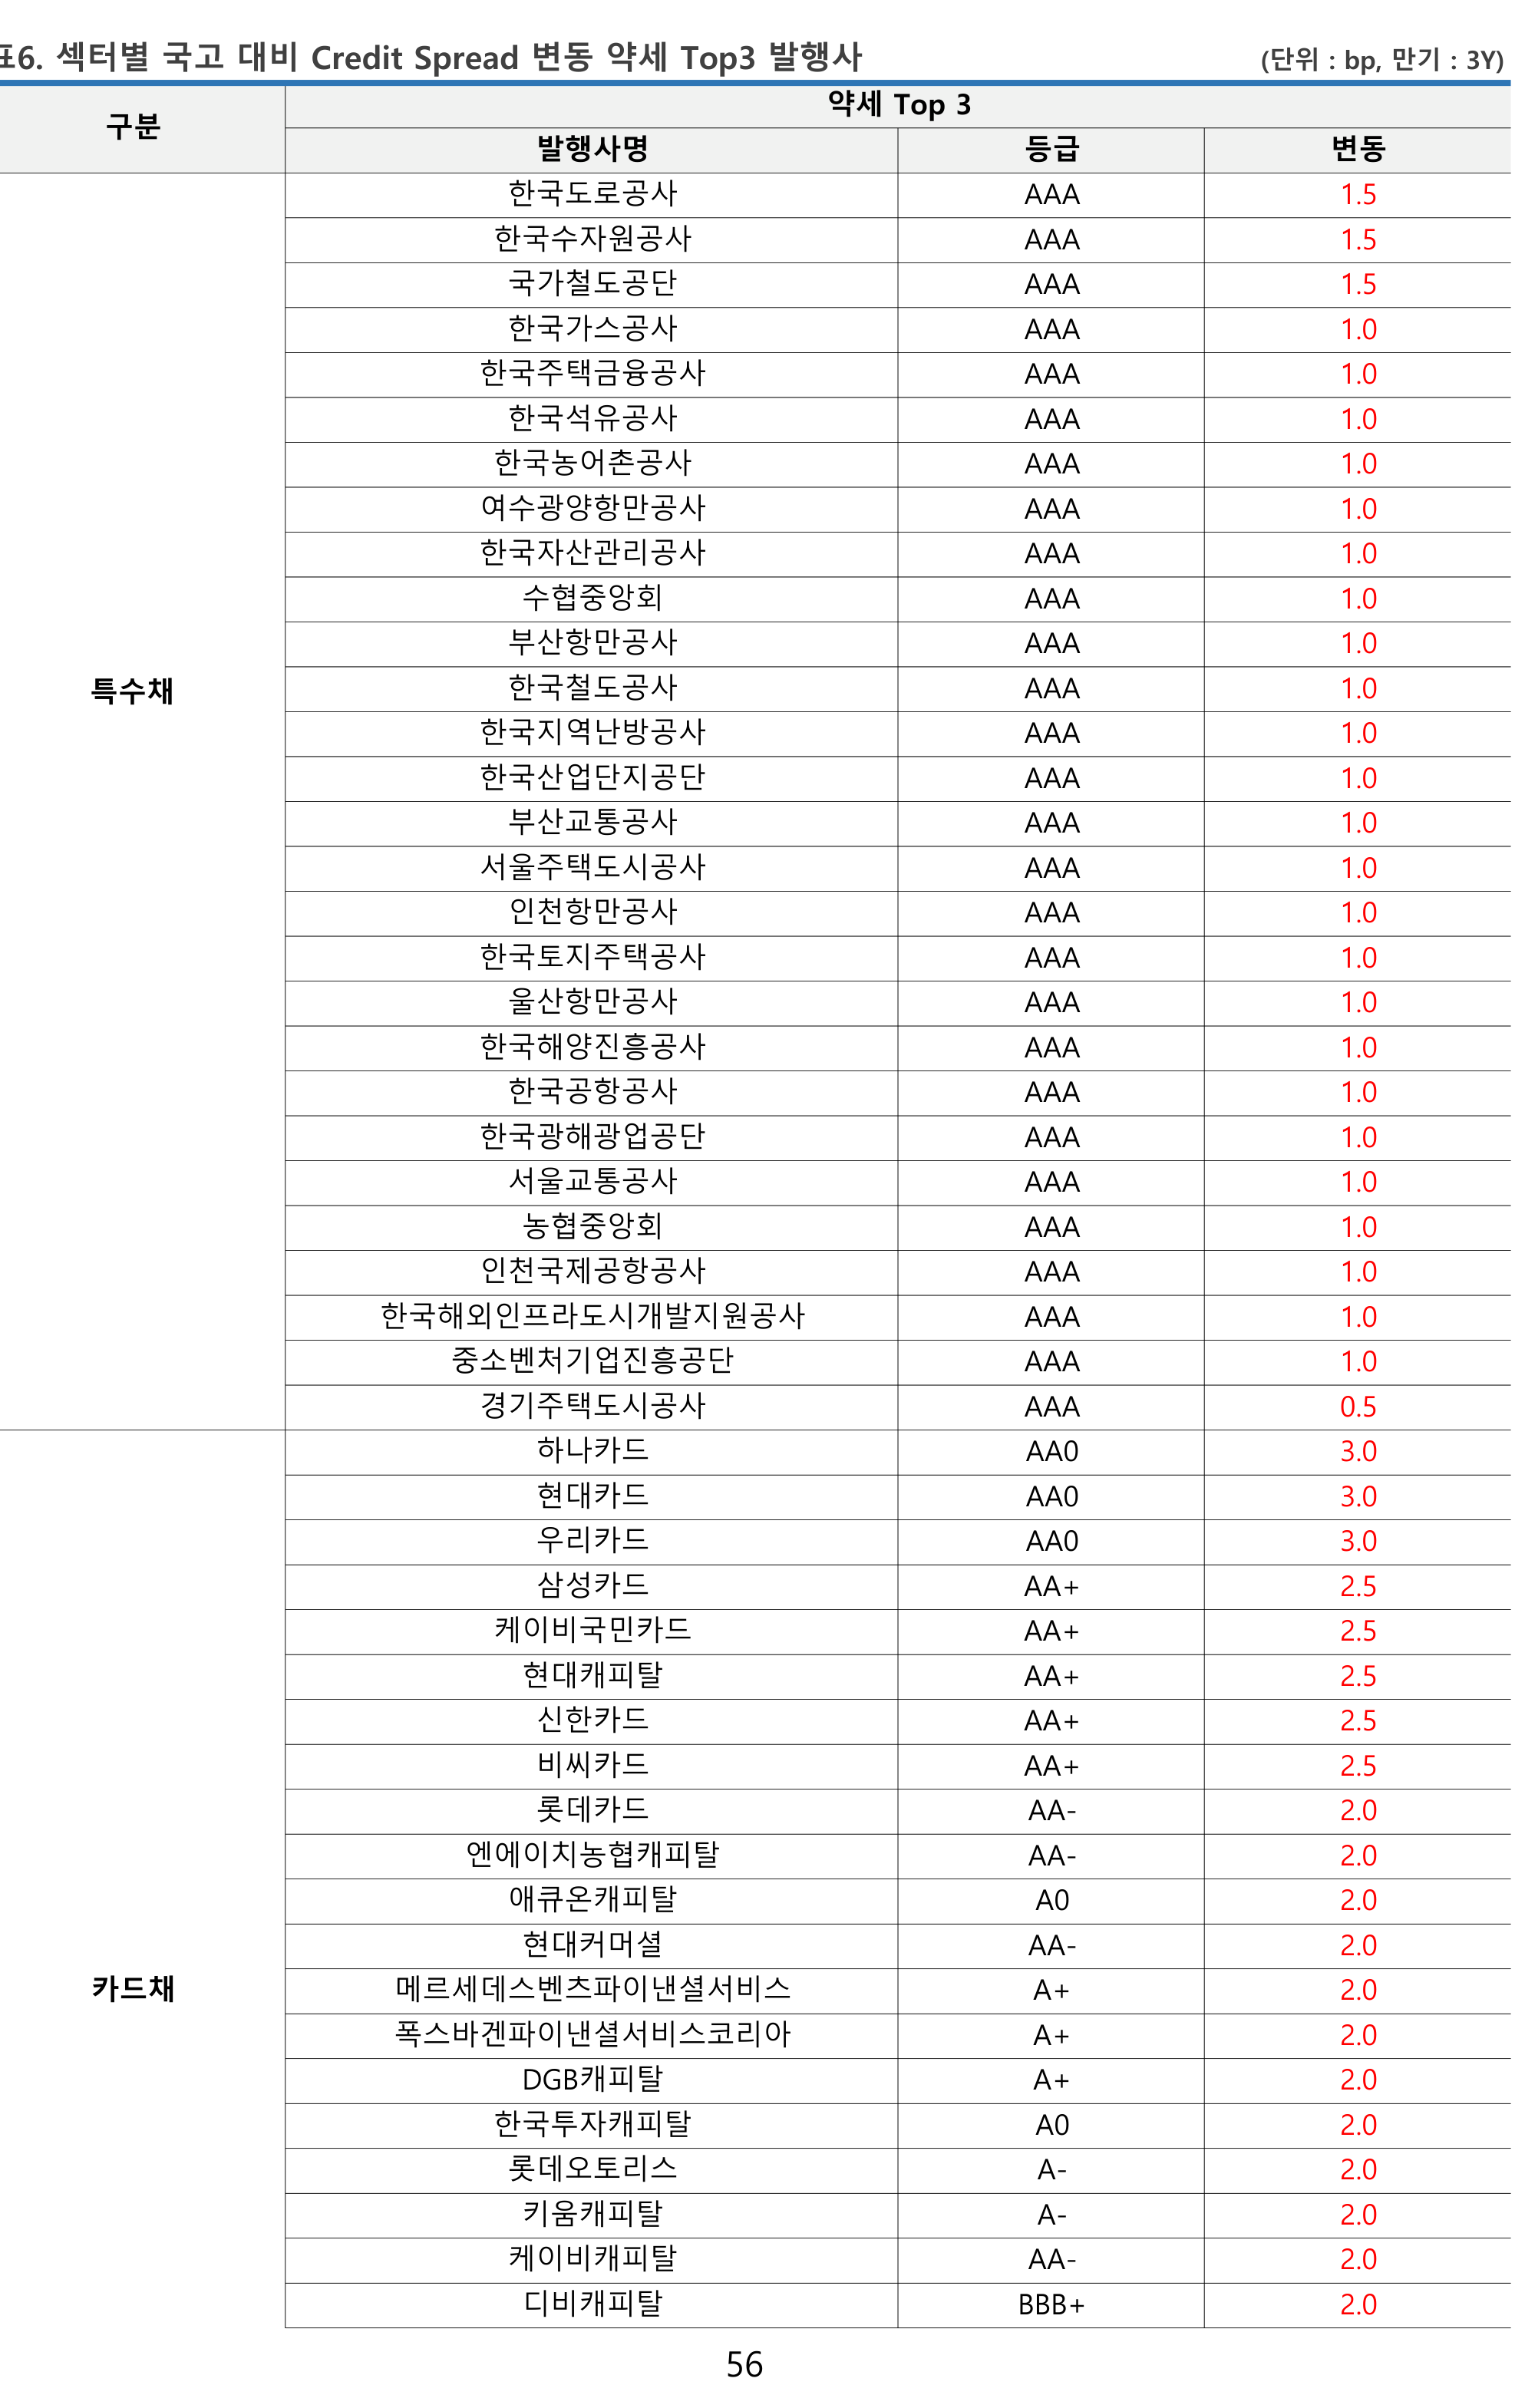 표6. 섹터별 국고 대비 Credit Spread 변동 약세 Top3 발행사 (단위 : bp, 만기 : 3Y)
구분 약세 Top 3
발행사명 등급 변동
특수채
한국도로공사 AAA 1.5
한국수자원공사 AAA 1.5
국가철도공단 AAA 1.5
한국가스공사 AAA 1.0
한국주택금융공사 AAA 1.0
한국석유공사 AAA 1.0
한국농어촌공사 AAA 1.0
여수광양항만공사 AAA 1.0
한국자산관리공사 AAA 1.0
수협중앙회 AAA 1.0
부산항만공사 AAA 1.0
한국철도공사 AAA 1.0
한국지역난방공사 AAA 1.0
한국산업단지공단 AAA 1.0
부산교통공사 AAA 1.0
서울주택도시공사 AAA 1.0
인천항만공사 AAA 1.0
한국토지주택공사 AAA 1.0
울산항만공사 AAA 1.0
한국해양진흥공사 AAA 1.0
한국공항공사 AAA 1.0
한국광해광업공단 AAA 1.0
서울교통공사 AAA 1.0
농협중앙회 AAA 1.0
인천국제공항공사 AAA 1.0
한국해외인프라도시개발지원공사 AAA 1.0
중소벤처기업진흥공단 AAA 1.0
경기주택도시공사 AAA 0.5
카드채
하나카드 AA0 3.0
현대카드 AA0 3.0
우리카드 AA0 3.0
삼성카드 AA+ 2.5
케이비국민카드 AA+ 2.5
현대캐피탈 AA+ 2.5
신한카드 AA+ 2.5
비씨카드 AA+ 2.5
롯데카드 AA- 2.0
엔에이치농협캐피탈 AA- 2.0
애큐온캐피탈 A0 2.0
현대커머셜 AA- 2.0
메르세데스벤츠파이낸셜서비스 A+ 2.0
폭스바겐파이낸셜서비스코리아 A+ 2.0
DGB캐피탈 A+ 2.0
한국투자캐피탈 A0 2.0
롯데오토리스 A- 2.0
키움캐피탈 A- 2.0
케이비캐피탈 AA- 2.0
디비캐피탈 BBB+ 2.0
56